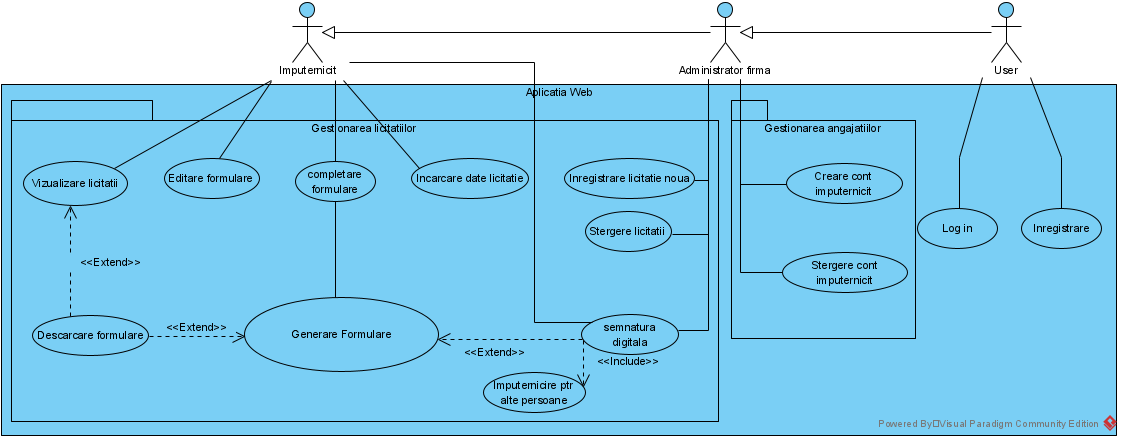 Imputernicit
Administrator firma
User
Aplicatia Web
Gestionarea licitatiilor
Gestionarea angajatiilor
Vizualizare licitatii
Editare formulare
completare
formulare
Incarcare date licitatie
Inregistrare licitatie noua
Creare cont
imputernicit
Stergere licitatii
Log in
Inregistrare
<<Extend>>
Stergere cont
imputernicit
Descarcare formulare
<<Extend>>
Generare Formulare
semnatura
digitala
<<Extend>>
<<Include>>
Imputernicire ptr
alte persoane
Powered By Visual Paradigm Community Edition